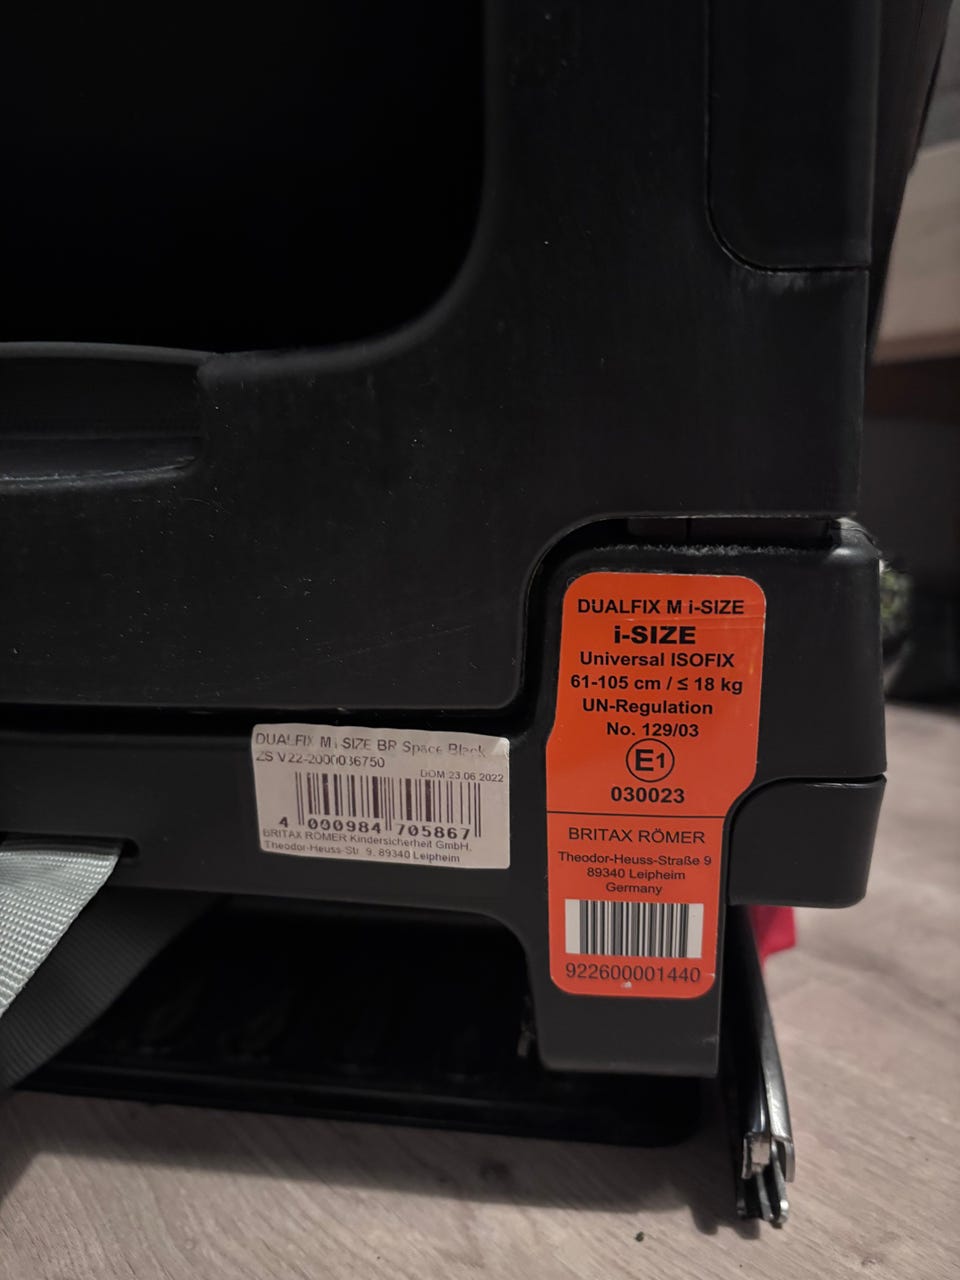 DUALFIX M i-SIZE
i-SIZE
Universal ISOFIX
61-105 cm / ≤ 18 kg
UN-Regulation
No. 129/03
E1
030023
BRITAX RÖMER
Theodor-Heuss-Straße 9
89340 Leipheim
Germany
922600001440
DUALFIX M i-SIZE BR Space Black
ZS V22-2000036750
DOM 23.06.2022
4 000984 705867
BRITAX RÖMER Kindersicherheit GmbH,
Theodor-Heuss-Str. 9, 89340 Leipheim